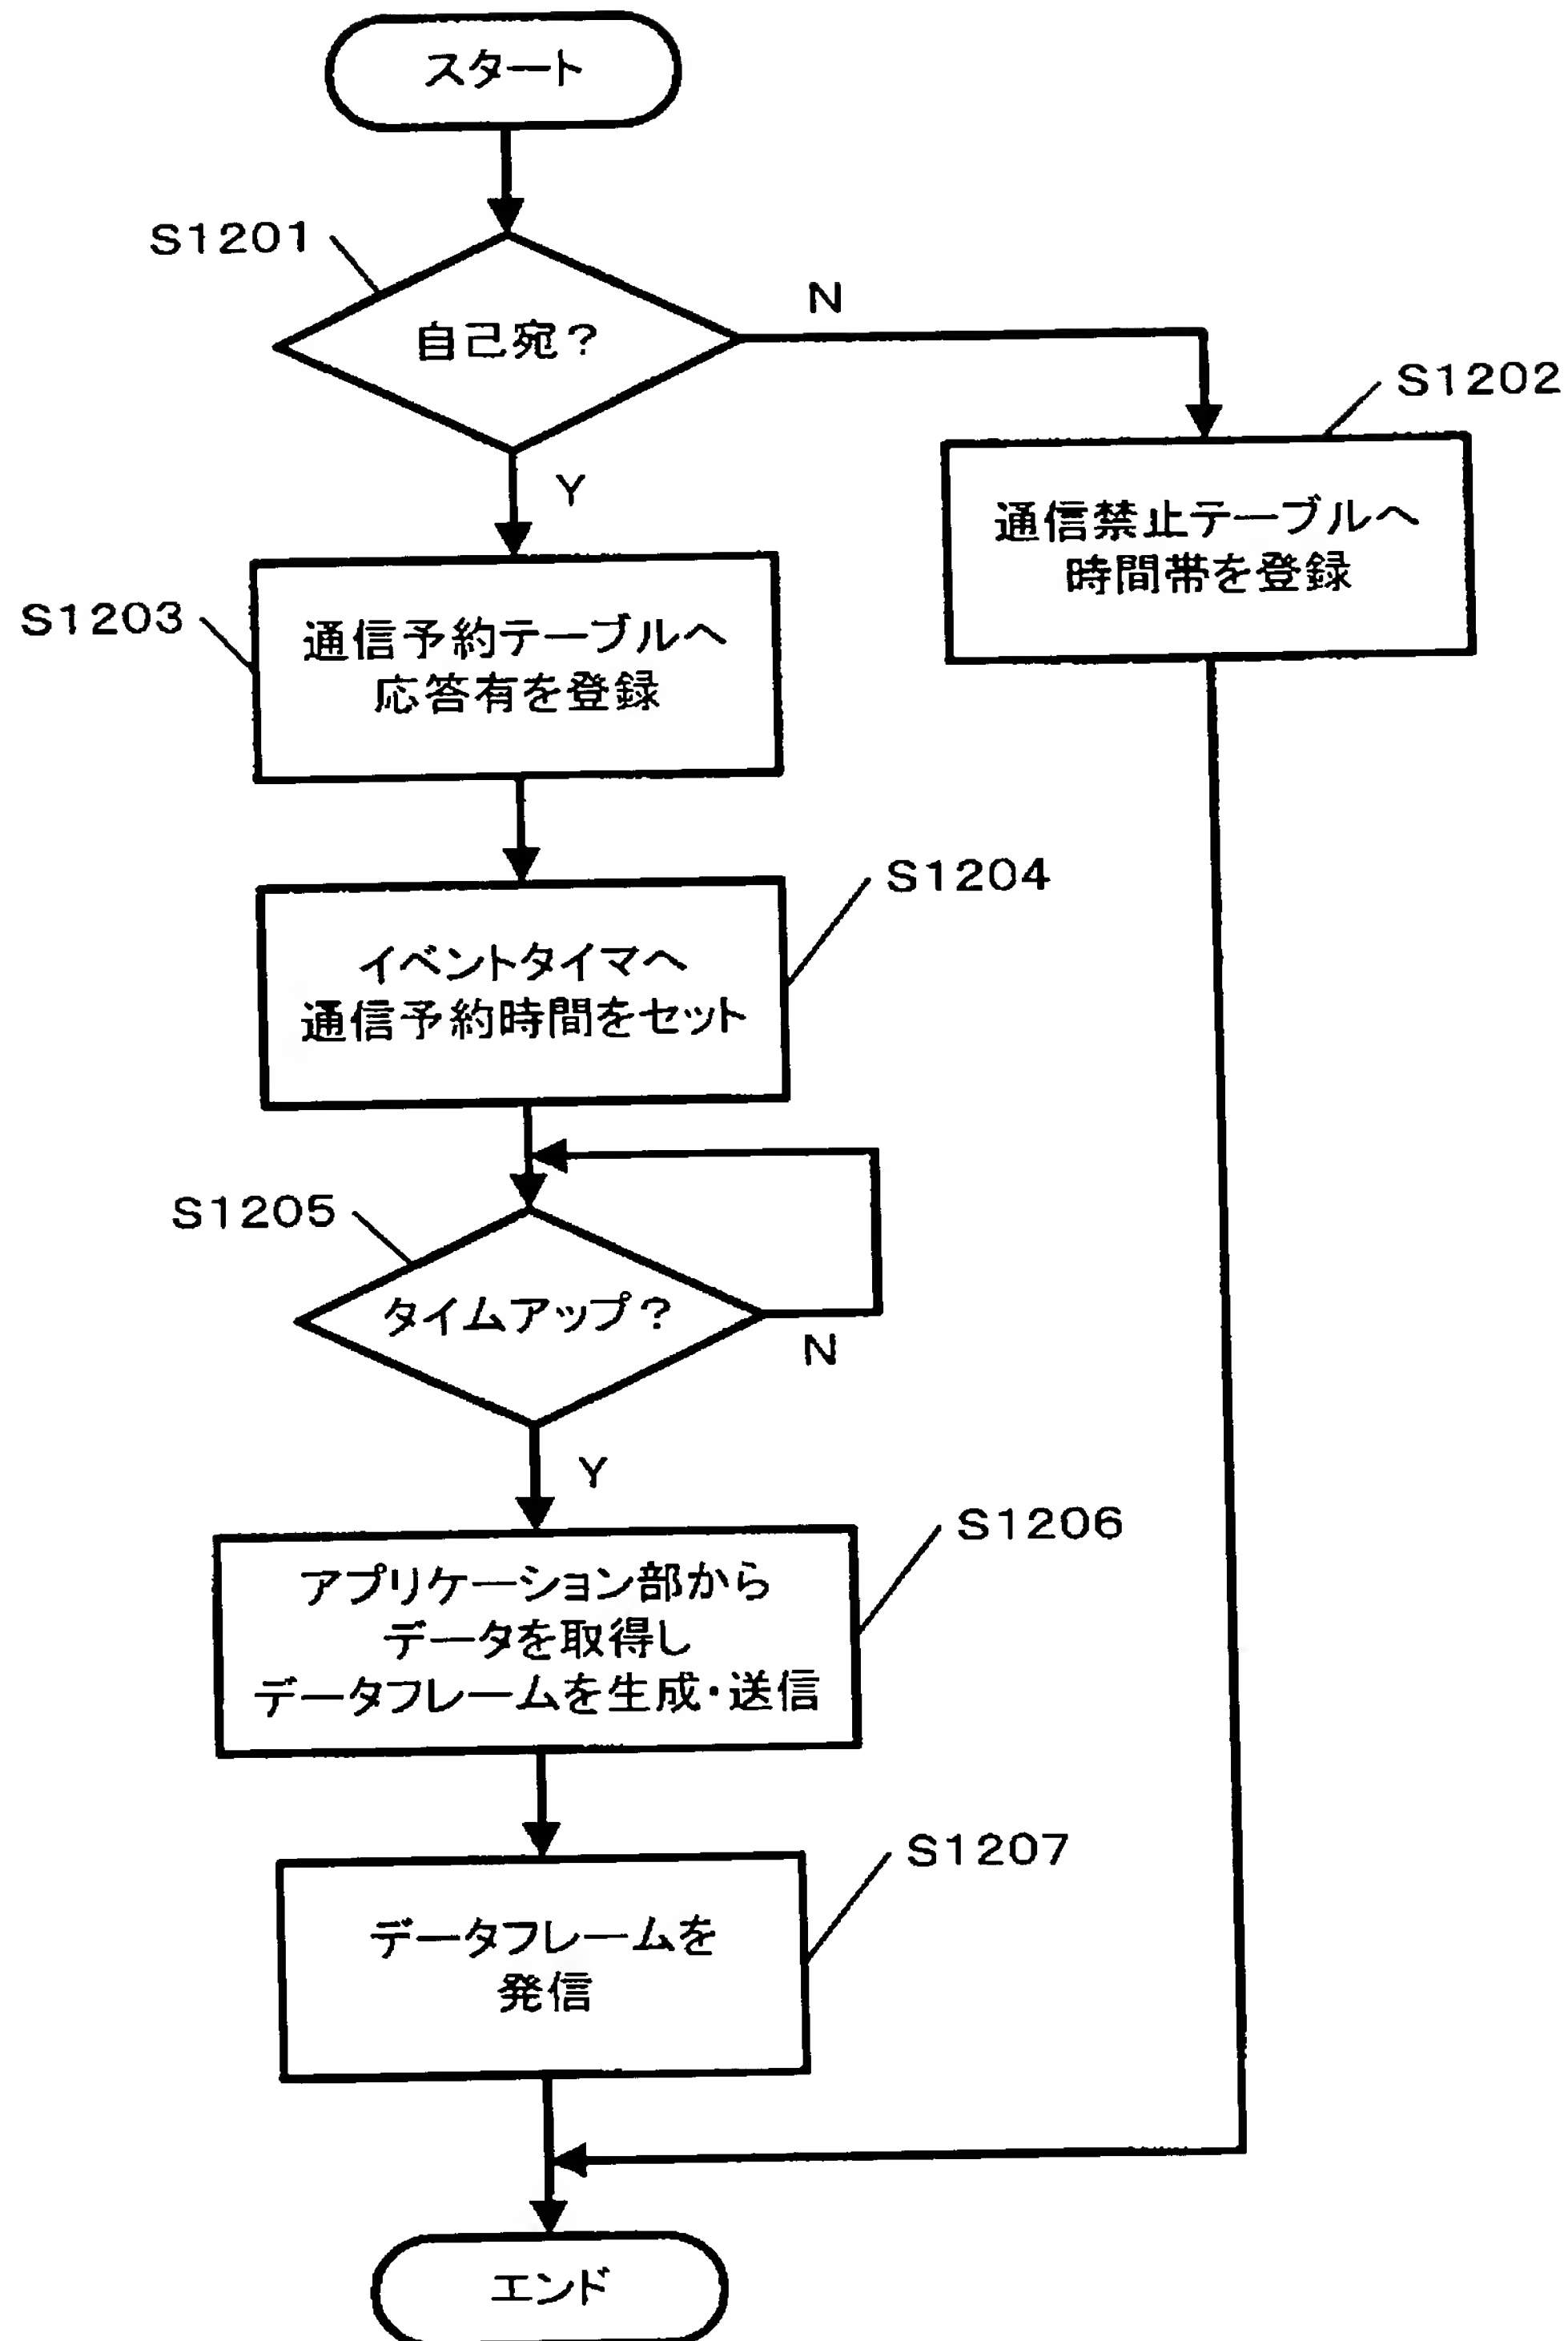 スタート
S1201
自己宛?
N
Y
S1202
通信禁止テーブルへ
時間帯を登録
S1203
通信予約テーブルへ
応答有を登録
S1204
イベントタイマへ
通信予約時間をセット
S1205
タイムアップ?
N
Y
S1206
アプリケーション部から
データを取得し
データフレームを生成・送信
S1207
データフレームを
発信
エンド